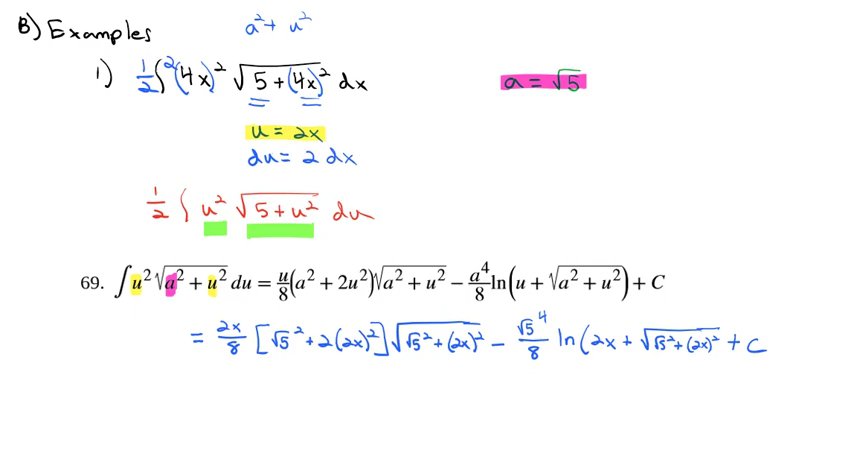 B) Examples
a² + u²
1) 1/2 ∫ 2 (4x)² √(5 + (4x)²) dx
a = √5
u = 2x
du = 2 dx
1/2 ∫ u² √(5 + u²) du
69. ∫ u² √(a² + u²) du = u/8 (a² + 2u²) √(a² + u²) − a⁴/8 ln(u + √(a² + u²)) + C
= 2x/8 [√5² + 2(2x)²] √(√5² + (2x)²) − √5⁴/8 ln(2x + √(√5² + (2x)²) + C